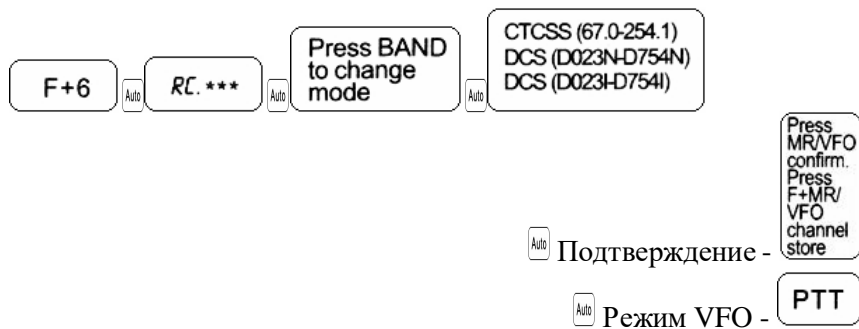 F+6
Auto
RC.***
Auto
Press BAND
to change
mode
Auto
CTCSS (67.0-254.1)
DCS (D023N-D754N)
DCS (D023I-D754I)
Auto
Подтверждение -
Press
MR/VFO
confirm.
Press
F+MR/
VFO
channel
store
Auto
Режим VFO -
PTT